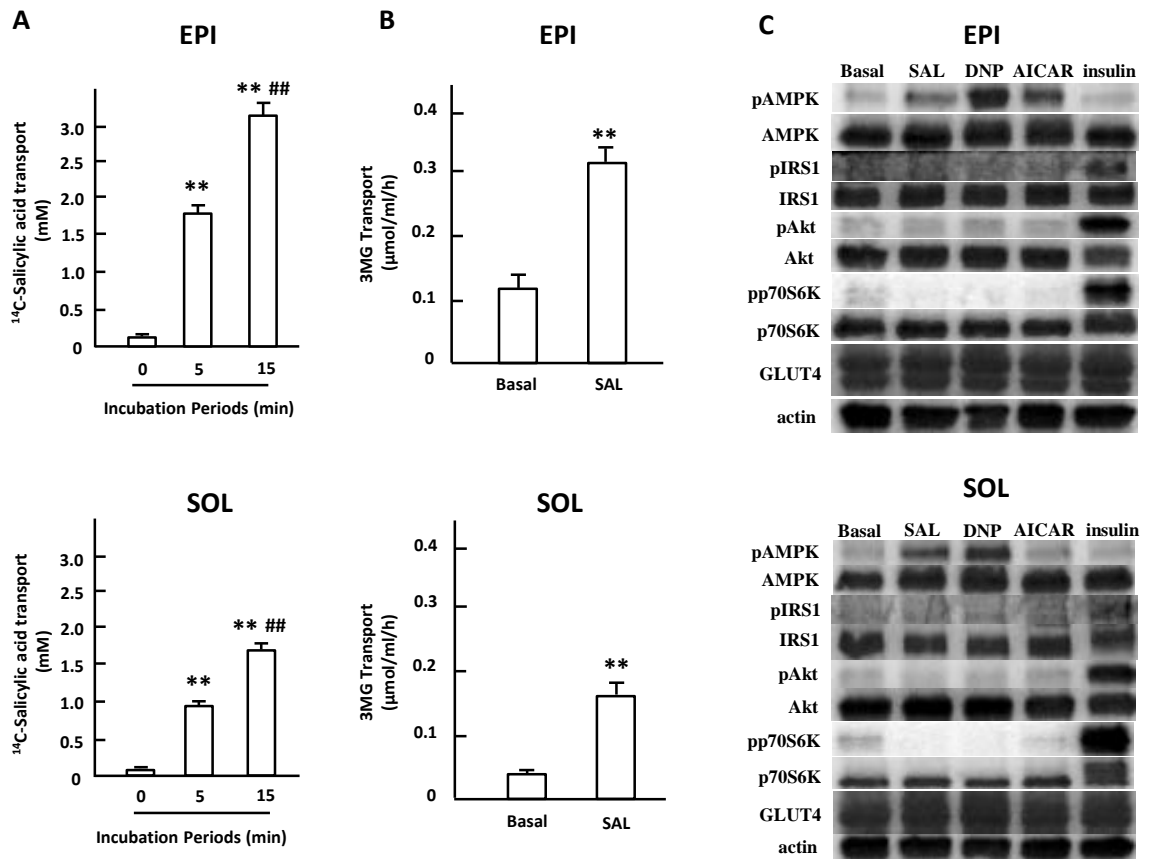 A
EPI
¹⁴C-Salicylic acid transport
(mM)
3.0
2.5
2.0
1.5
1.0
0.5
0
**
** ##
0 5 15
Incubation Periods (min)
SOL
¹⁴C-Salicylic acid transport
(mM)
3.0
2.5
2.0
1.5
1.0
0.5
0
**
** ##
0 5 15
Incubation Periods (min)
B
EPI
3MG Transport
(μmol/ml/h)
0.4
0.3
0.2
0.1
0
**
Basal SAL
SOL
3MG Transport
(μmol/ml/h)
0.4
0.3
0.2
0.1
0
**
Basal SAL
C
EPI
Basal SAL DNP AICAR insulin
pAMPK
AMPK
pIRS1
IRS1
pAkt
Akt
pp70S6K
p70S6K
GLUT4
actin
SOL
Basal SAL DNP AICAR insulin
pAMPK
AMPK
pIRS1
IRS1
pAkt
Akt
pp70S6K
p70S6K
GLUT4
actin